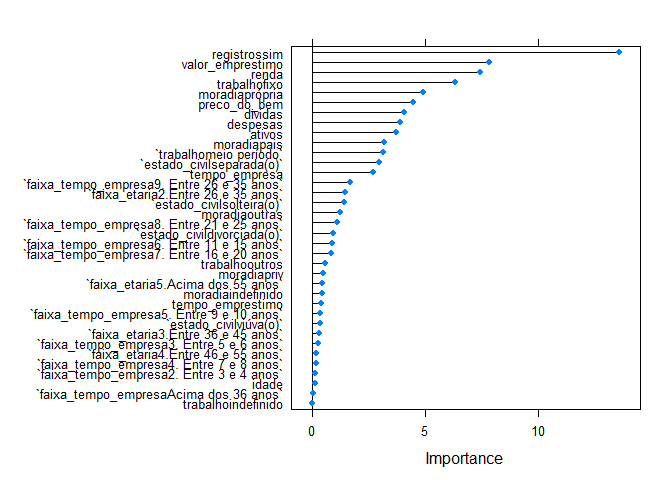 registrossim
valor_emprestimo
renda
trabalhofixo
moradiaprópria
preco_do_bem
dividas
despesas
ativos
moradiapais
`trabalhomeio período`
`estado_civilseparada(o)`
tempo_empresa
`faixa_tempo_empresa9. Entre 26 e 35 anos`
`faixa_etaria2.Entre 26 e 35 anos`
`estado_civilsolteira(o)`
moradiaoutras
`faixa_tempo_empresa8. Entre 21 e 25 anos`
`estado_civildivorciada(o)`
`faixa_tempo_empresa6. Entre 11 e 15 anos`
`faixa_tempo_empresa7. Entre 16 e 20 anos`
trabalhooutros
moradiapriv
`faixa_etaria5.Acima dos 55 anos`
moradiaindefinido
tempo_emprestimo
`faixa_tempo_empresa5. Entre 9 e 10 anos`
`estado_civilviúva(o)`
`faixa_etaria3.Entre 36 e 45 anos`
`faixa_tempo_empresa3. Entre 5 e 6 anos`
`faixa_etaria4.Entre 46 e 55 anos`
`faixa_tempo_empresa4. Entre 7 e 8 anos`
`faixa_tempo_empresa2. Entre 3 e 4 anos`
idade
`faixa_tempo_empresaAcima dos 36 anos`
trabalhoindefinido
0 5 10
Importance